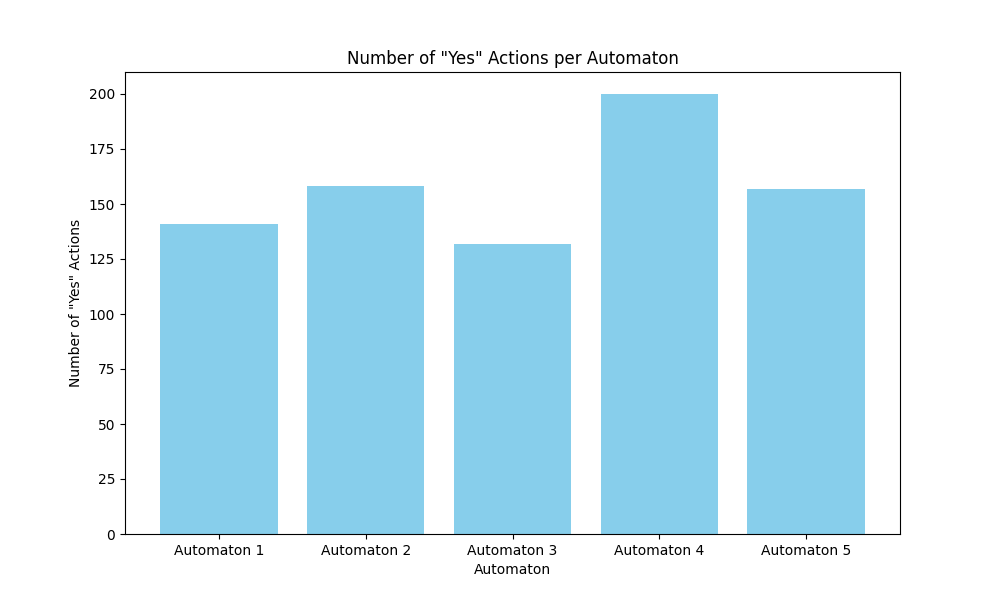 Number of "Yes" Actions per Automaton
200
175
150
125
100
75
50
25
0
Number of "Yes" Actions
Automaton 1
Automaton 2
Automaton 3
Automaton 4
Automaton 5
Automaton